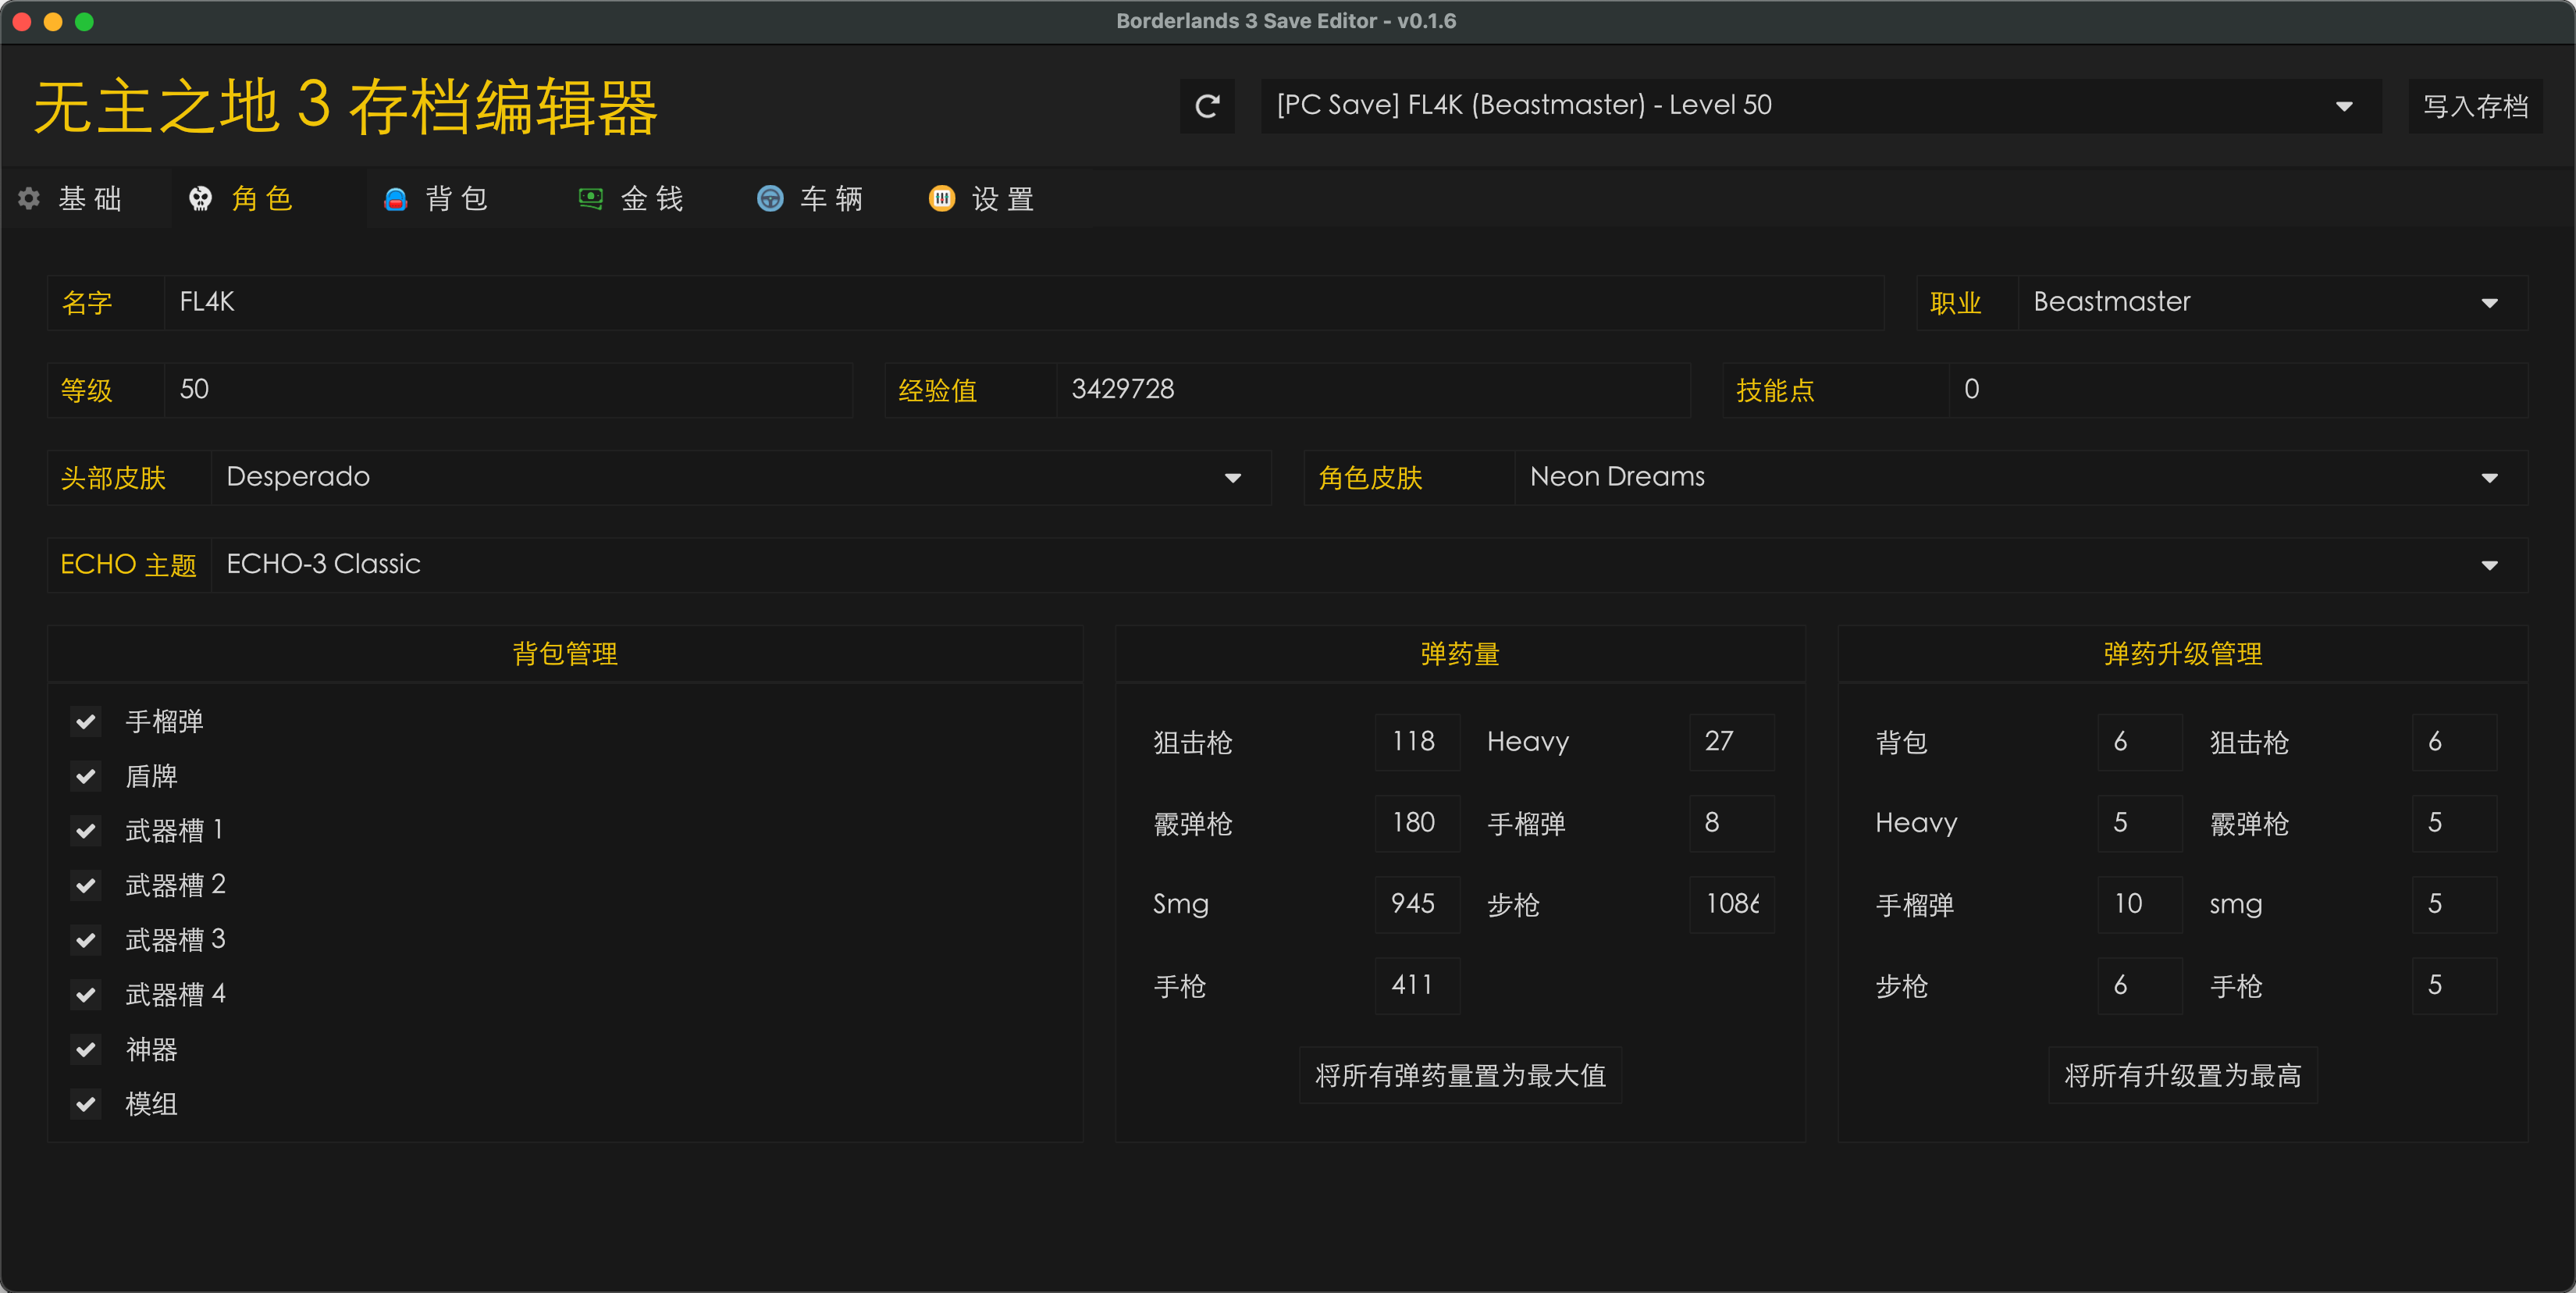 Borderlands 3 Save Editor - v0.1.6
无主之地 3 存档编辑器
[PC Save] FL4K (Beastmaster) - Level 50
写入存档
基础 角色 背包 金钱 车辆 设置
名字 FL4K 职业 Beastmaster
等级 50 经验值 3429728 技能点 0
头部皮肤 Desperado 角色皮肤 Neon Dreams
ECHO 主题 ECHO-3 Classic
背包管理
手榴弹
盾牌
武器槽 1
武器槽 2
武器槽 3
武器槽 4
神器
模组
弹药量
狙击枪 118 Heavy 27
霰弹枪 180 手榴弹 8
Smg 945 步枪 1086
手枪 411
将所有弹药量置为最大值
弹药升级管理
背包 6 狙击枪 6
Heavy 5 霰弹枪 5
手榴弹 10 smg 5
步枪 6 手枪 5
将所有升级置为最高